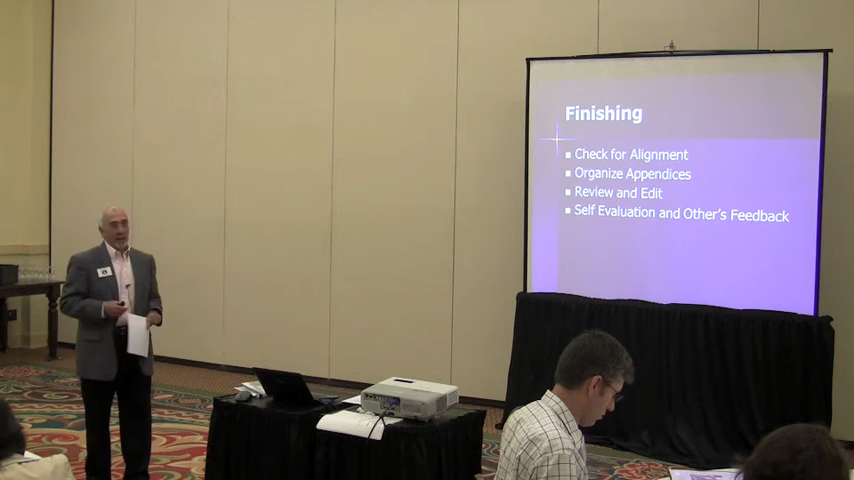 Finishing
Check for Alignment
Organize Appendices
Review and Edit
Self Evaluation and Other's Feedback